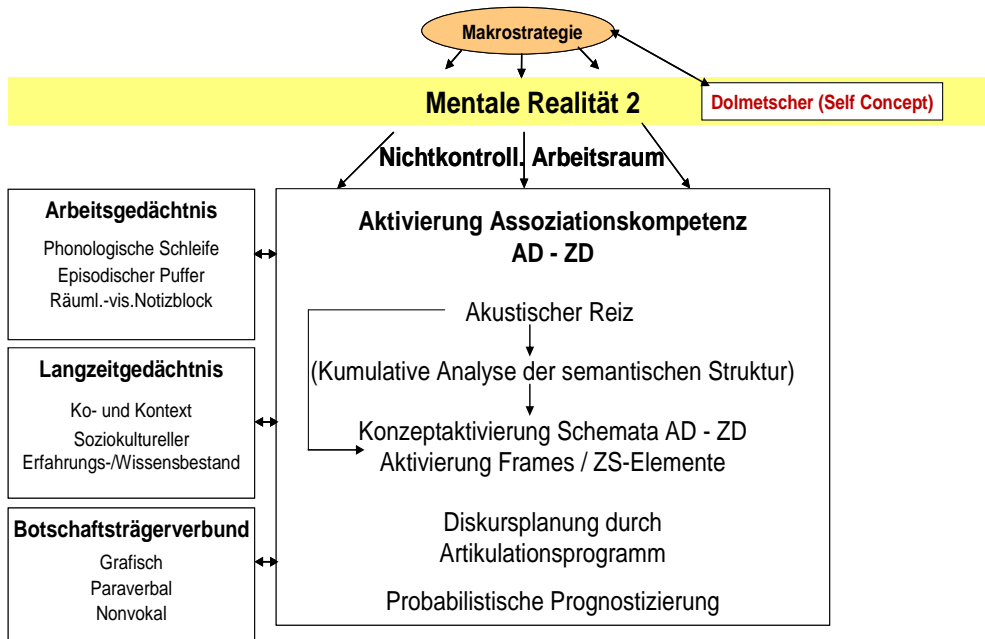 Makrostrategie
Mentale Realität 2
Dolmetscher (Self Concept)
Nichtkontroll. Arbeitsraum
Arbeitsgedächtnis
Phonologische Schleife
Episodischer Puffer
Räuml.-vis.Notizblock
Langzeitgedächtnis
Ko- und Kontext
Soziokultureller
Erfahrungs-/Wissensbestand
Botschaftsträgerverbund
Grafisch
Paraverbal
Nonvokal
Aktivierung Assoziationskompetenz
AD - ZD
Akustischer Reiz
(Kumulative Analyse der semantischen Struktur)
Konzeptaktivierung Schemata AD - ZD
Aktivierung Frames / ZS-Elemente
Diskursplanung durch
Artikulationsprogramm
Probabilistische Prognostizierung